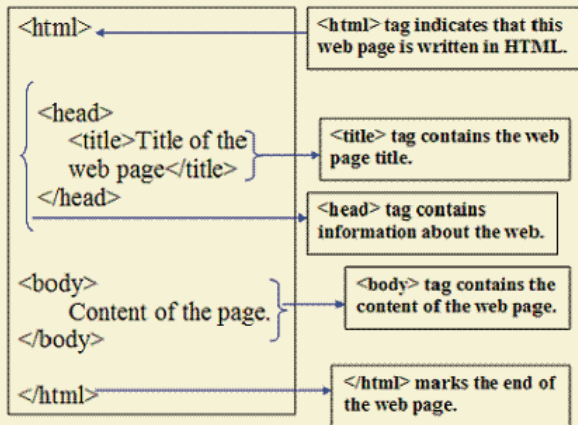 <html>
<html> tag indicates that this
web page is written in HTML.
<head>
<title>Title of the
web page</title>
</head>
<title> tag contains the web
page title.
<head> tag contains
information about the web.
<body>
Content of the page.
</body>
<body> tag contains the
content of the web page.
</html>
</html> marks the end of
the web page.